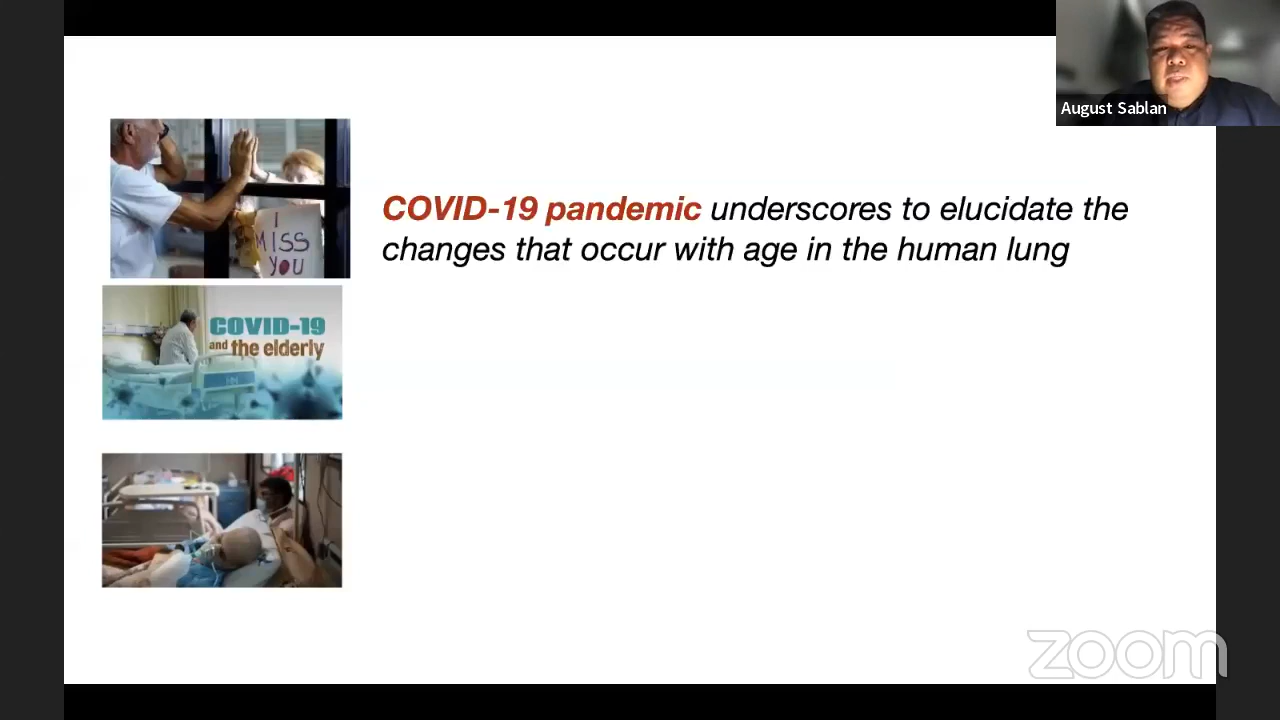 August Sablan
COVID-19 pandemic underscores to elucidate the
changes that occur with age in the human lung
I
MISS
YOU
COVID-19
and the elderly
zoom